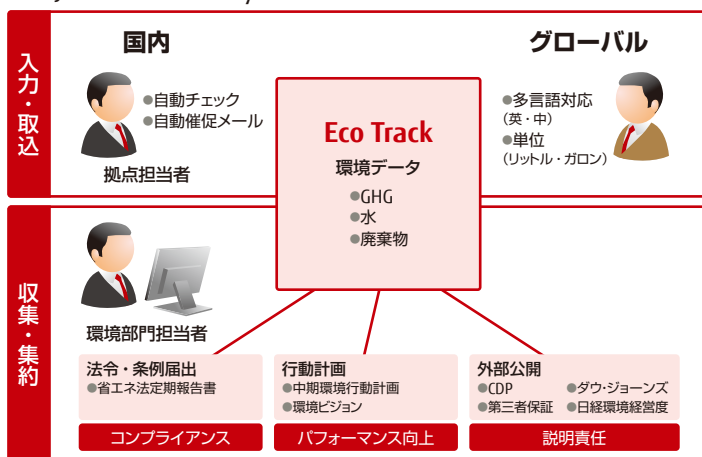 入力・取込
国内
●自動チェック
●自動催促メール
拠点担当者
Eco Track
環境データ
●GHG
●水
●廃棄物
グローバル
●多言語対応
(英・中)
●単位
(リットル・ガロン)
収集・集約
環境部門担当者
法令・条例届出
●省エネ法定期報告書
コンプライアンス
行動計画
●中期環境行動計画
●環境ビジョン
パフォーマンス向上
外部公開
●CDP ●ダウ・ジョーンズ
●第三者保証 ●日経環境経営度
説明責任